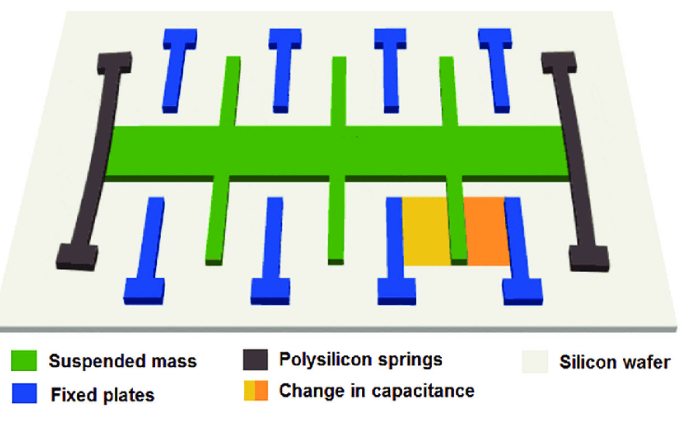 Suspended mass
Polysilicon springs
Silicon wafer
Fixed plates
Change in capacitance